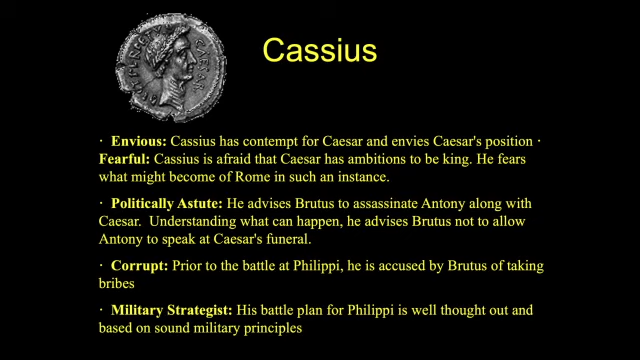 Cassius
CAESAR
· Envious: Cassius has contempt for Caesar and envies Caesar's position ·
Fearful: Cassius is afraid that Caesar has ambitions to be king. He fears
what might become of Rome in such an instance.
· Politically Astute: He advises Brutus to assassinate Antony along with
Caesar.  Understanding what can happen, he advises Brutus not to allow
Antony to speak at Caesar's funeral.
· Corrupt: Prior to the battle at Philippi, he is accused by Brutus of taking
bribes
· Military Strategist: His battle plan for Philippi is well thought out and
based on sound military principles